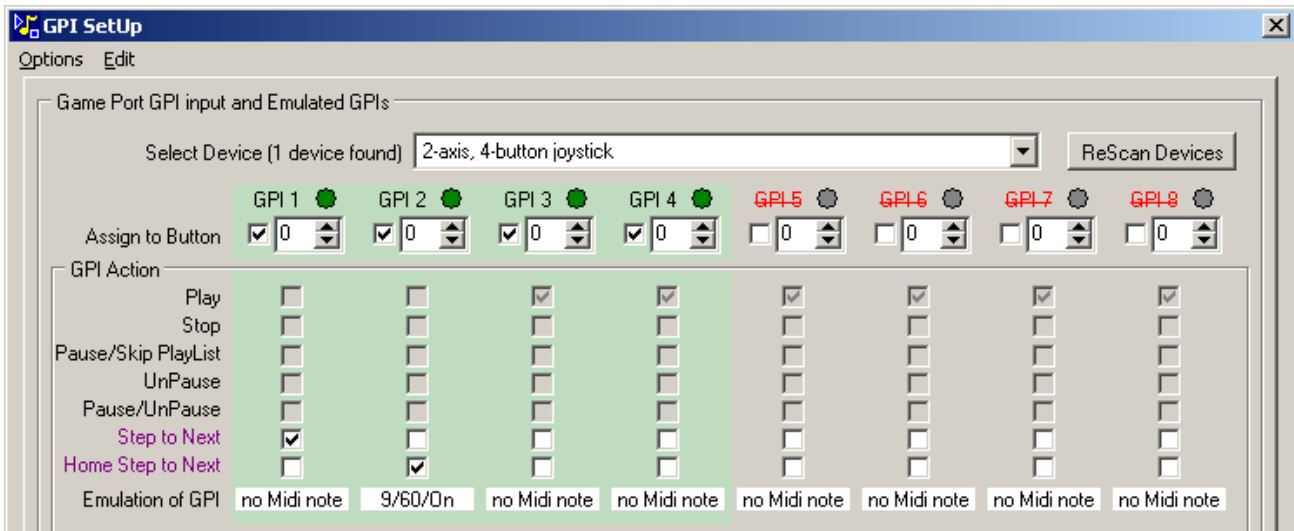 GPI SetUp
Options Edit
Game Port GPI input and Emulated GPIs
Select Device (1 device found) 2-axis, 4-button joystick ReScan Devices
GPI 1 GPI 2 GPI 3 GPI 4 GPI 5 GPI 6 GPI 7 GPI 8
Assign to Button 0 0 0 0 0 0 0 0
GPI Action
Play
Stop
Pause/Skip PlayList
UnPause
Pause/UnPause
Step to Next
Home Step to Next
Emulation of GPI no Midi note 9/60/On no Midi note no Midi note no Midi note no Midi note no Midi note no Midi note